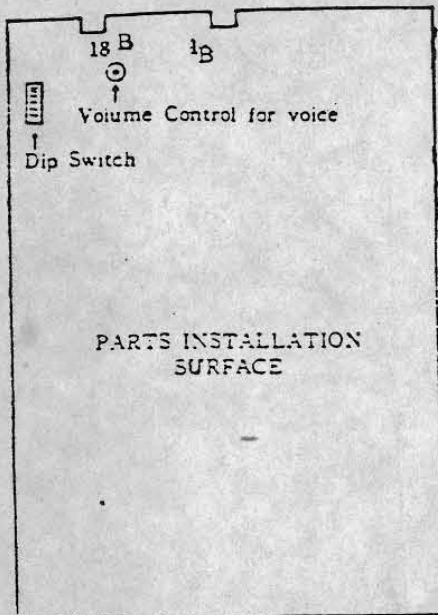 18 B 1B
Volume Control for voice
Dip Switch
PARTS INSTALLATION
SURFACE